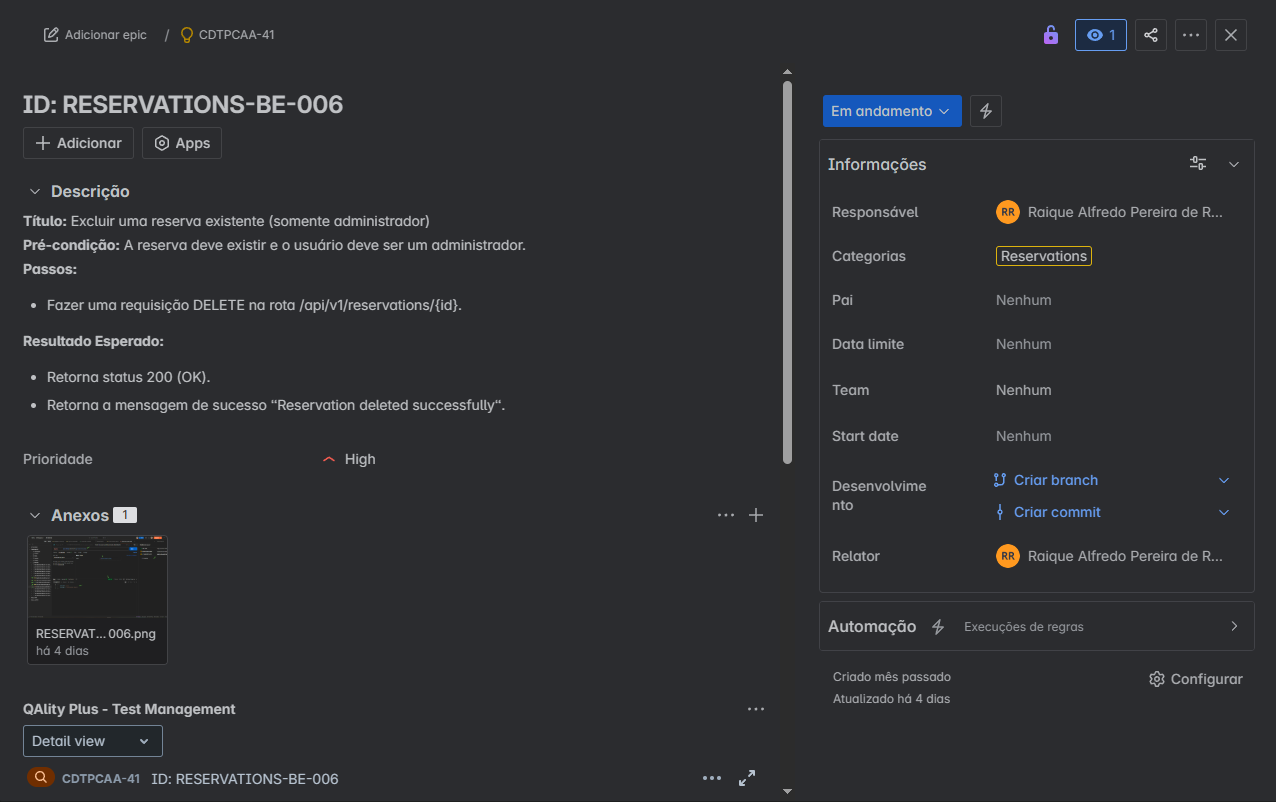 Adicionar epic / CDTPCAA-41
1
ID: RESERVATIONS-BE-006
Adicionar
Apps
Descrição
Título: Excluir uma reserva existente (somente administrador)
Pré-condição: A reserva deve existir e o usuário deve ser um administrador.
Passos:
• Fazer uma requisição DELETE na rota /api/v1/reservations/{id}.
Resultado Esperado:
• Retorna status 200 (OK).
• Retorna a mensagem de sucesso "Reservation deleted successfully".
Prioridade
High
Anexos 1
RESERVAT... 006.png
há 4 dias
QAlity Plus - Test Management
Detail view
CDTPCAA-41 ID: RESERVATIONS-BE-006
Em andamento
Informações
Responsável
RR Raique Alfredo Pereira de R...
Categorias
Reservations
Pai
Nenhum
Data limite
Nenhum
Team
Nenhum
Start date
Nenhum
Desenvolvime
nto
Criar branch
Criar commit
Relator
RR Raique Alfredo Pereira de R...
Automação
Execuções de regras
Criado mês passado
Atualizado há 4 dias
Configurar